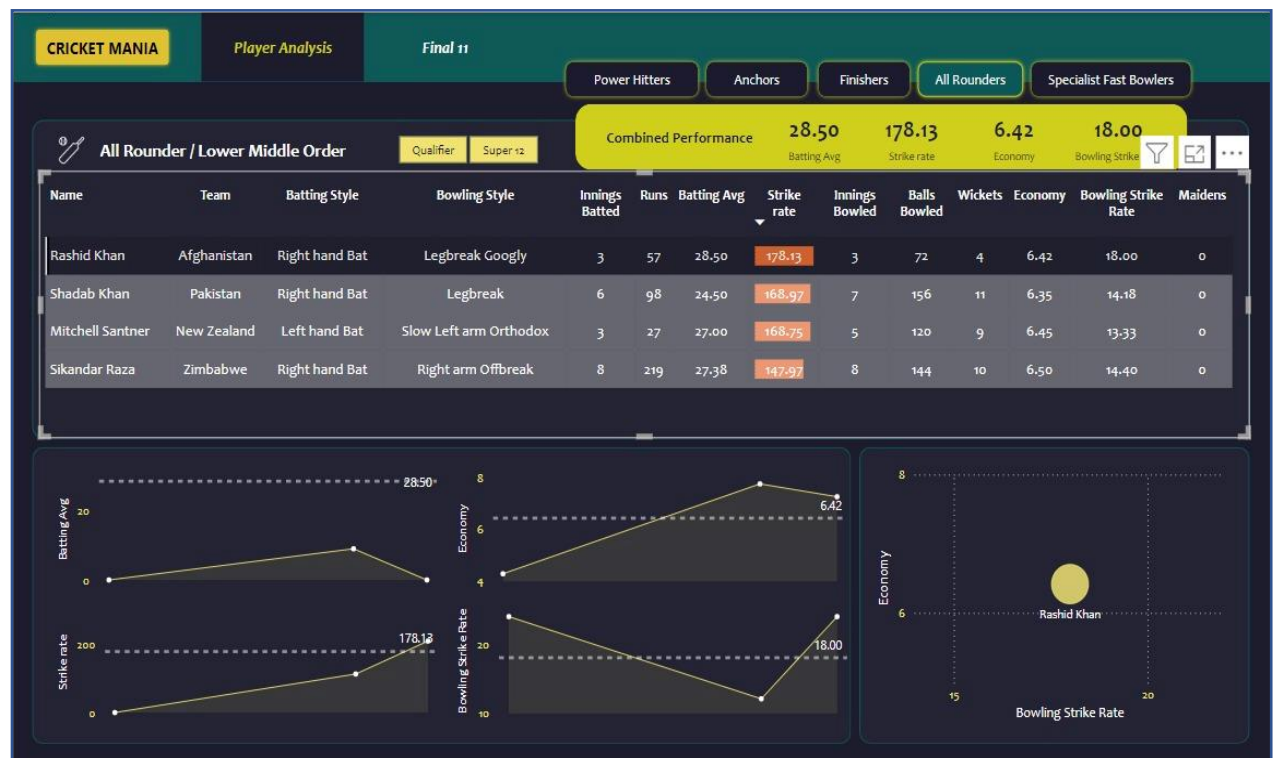 CRICKET MANIA
Player Analysis
Final 11
Power Hitters
Anchors
Finishers
All Rounders
Specialist Fast Bowlers
All Rounder / Lower Middle Order
Qualifier
Super 12
Combined Performance
28.50
Batting Avg
178.13
Strike rate
6.42
Economy
18.00
Bowling Strike
Name Team Batting Style Bowling Style Innings Batted Runs Batting Avg Strike rate Innings Bowled Balls Bowled Wickets Economy Bowling Strike Rate Maidens
Rashid Khan Afghanistan Right hand Bat Legbreak Googly 3 57 28.50 178.13 3 72 4 6.42 18.00 0
Shadab Khan Pakistan Right hand Bat Legbreak 6 98 24.50 168.97 7 156 11 6.35 14.18 0
Mitchell Santner New Zealand Left hand Bat Slow Left arm Orthodox 3 27 27.00 168.75 5 120 9 6.45 13.33 0
Sikandar Raza Zimbabwe Right hand Bat Right arm Offbreak 8 219 27.38 147.97 8 144 10 6.50 14.40 0
Batting Avg
28.50
20
0
Economy
8
6.42
6
4
Strike rate
178.13
200
0
Bowling Strike Rate
20
18.00
10
Economy
8
6
Rashid Khan
15
20
Bowling Strike Rate